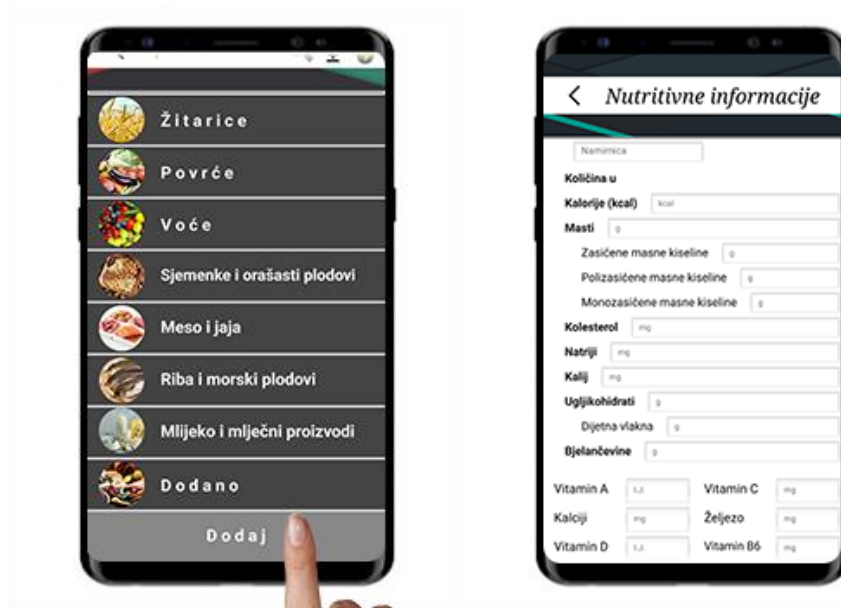 Žitarice
Povrće
Voće
Sjemenke i orašasti plodovi
Meso i jaja
Riba i morski plodovi
Mlijeko i mlječni proizvodi
Dodano
Dodaj
Nutritivne informacije
Namirnica
Količina u
Kalorije (kcal) kcal
Masti g
Zasićene masne kiseline g
Polizasićene masne kiseline g
Monozasićene masne kiseline g
Kolesterol mg
Natriji mg
Kalij mg
Ugljikohidrati g
Dijetna vlakna g
Bjelančevine g
Vitamin A I.J. Vitamin C mg
Kalciji mg Željezo mg
Vitamin D I.J. Vitamin B6 mg